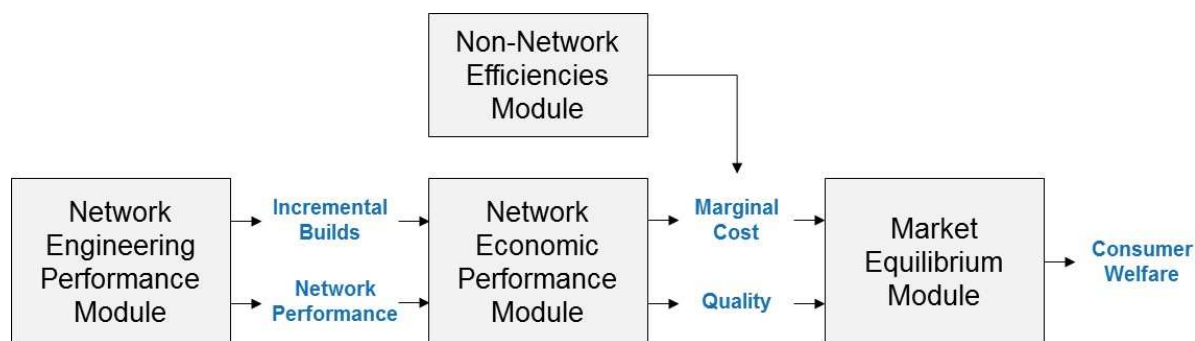 Non-Network
Efficiencies
Module
Network
Engineering
Performance
Module
Incremental
Builds
Network
Performance
Network
Economic
Performance
Module
Marginal
Cost
Quality
Market
Equilibrium
Module
Consumer
Welfare